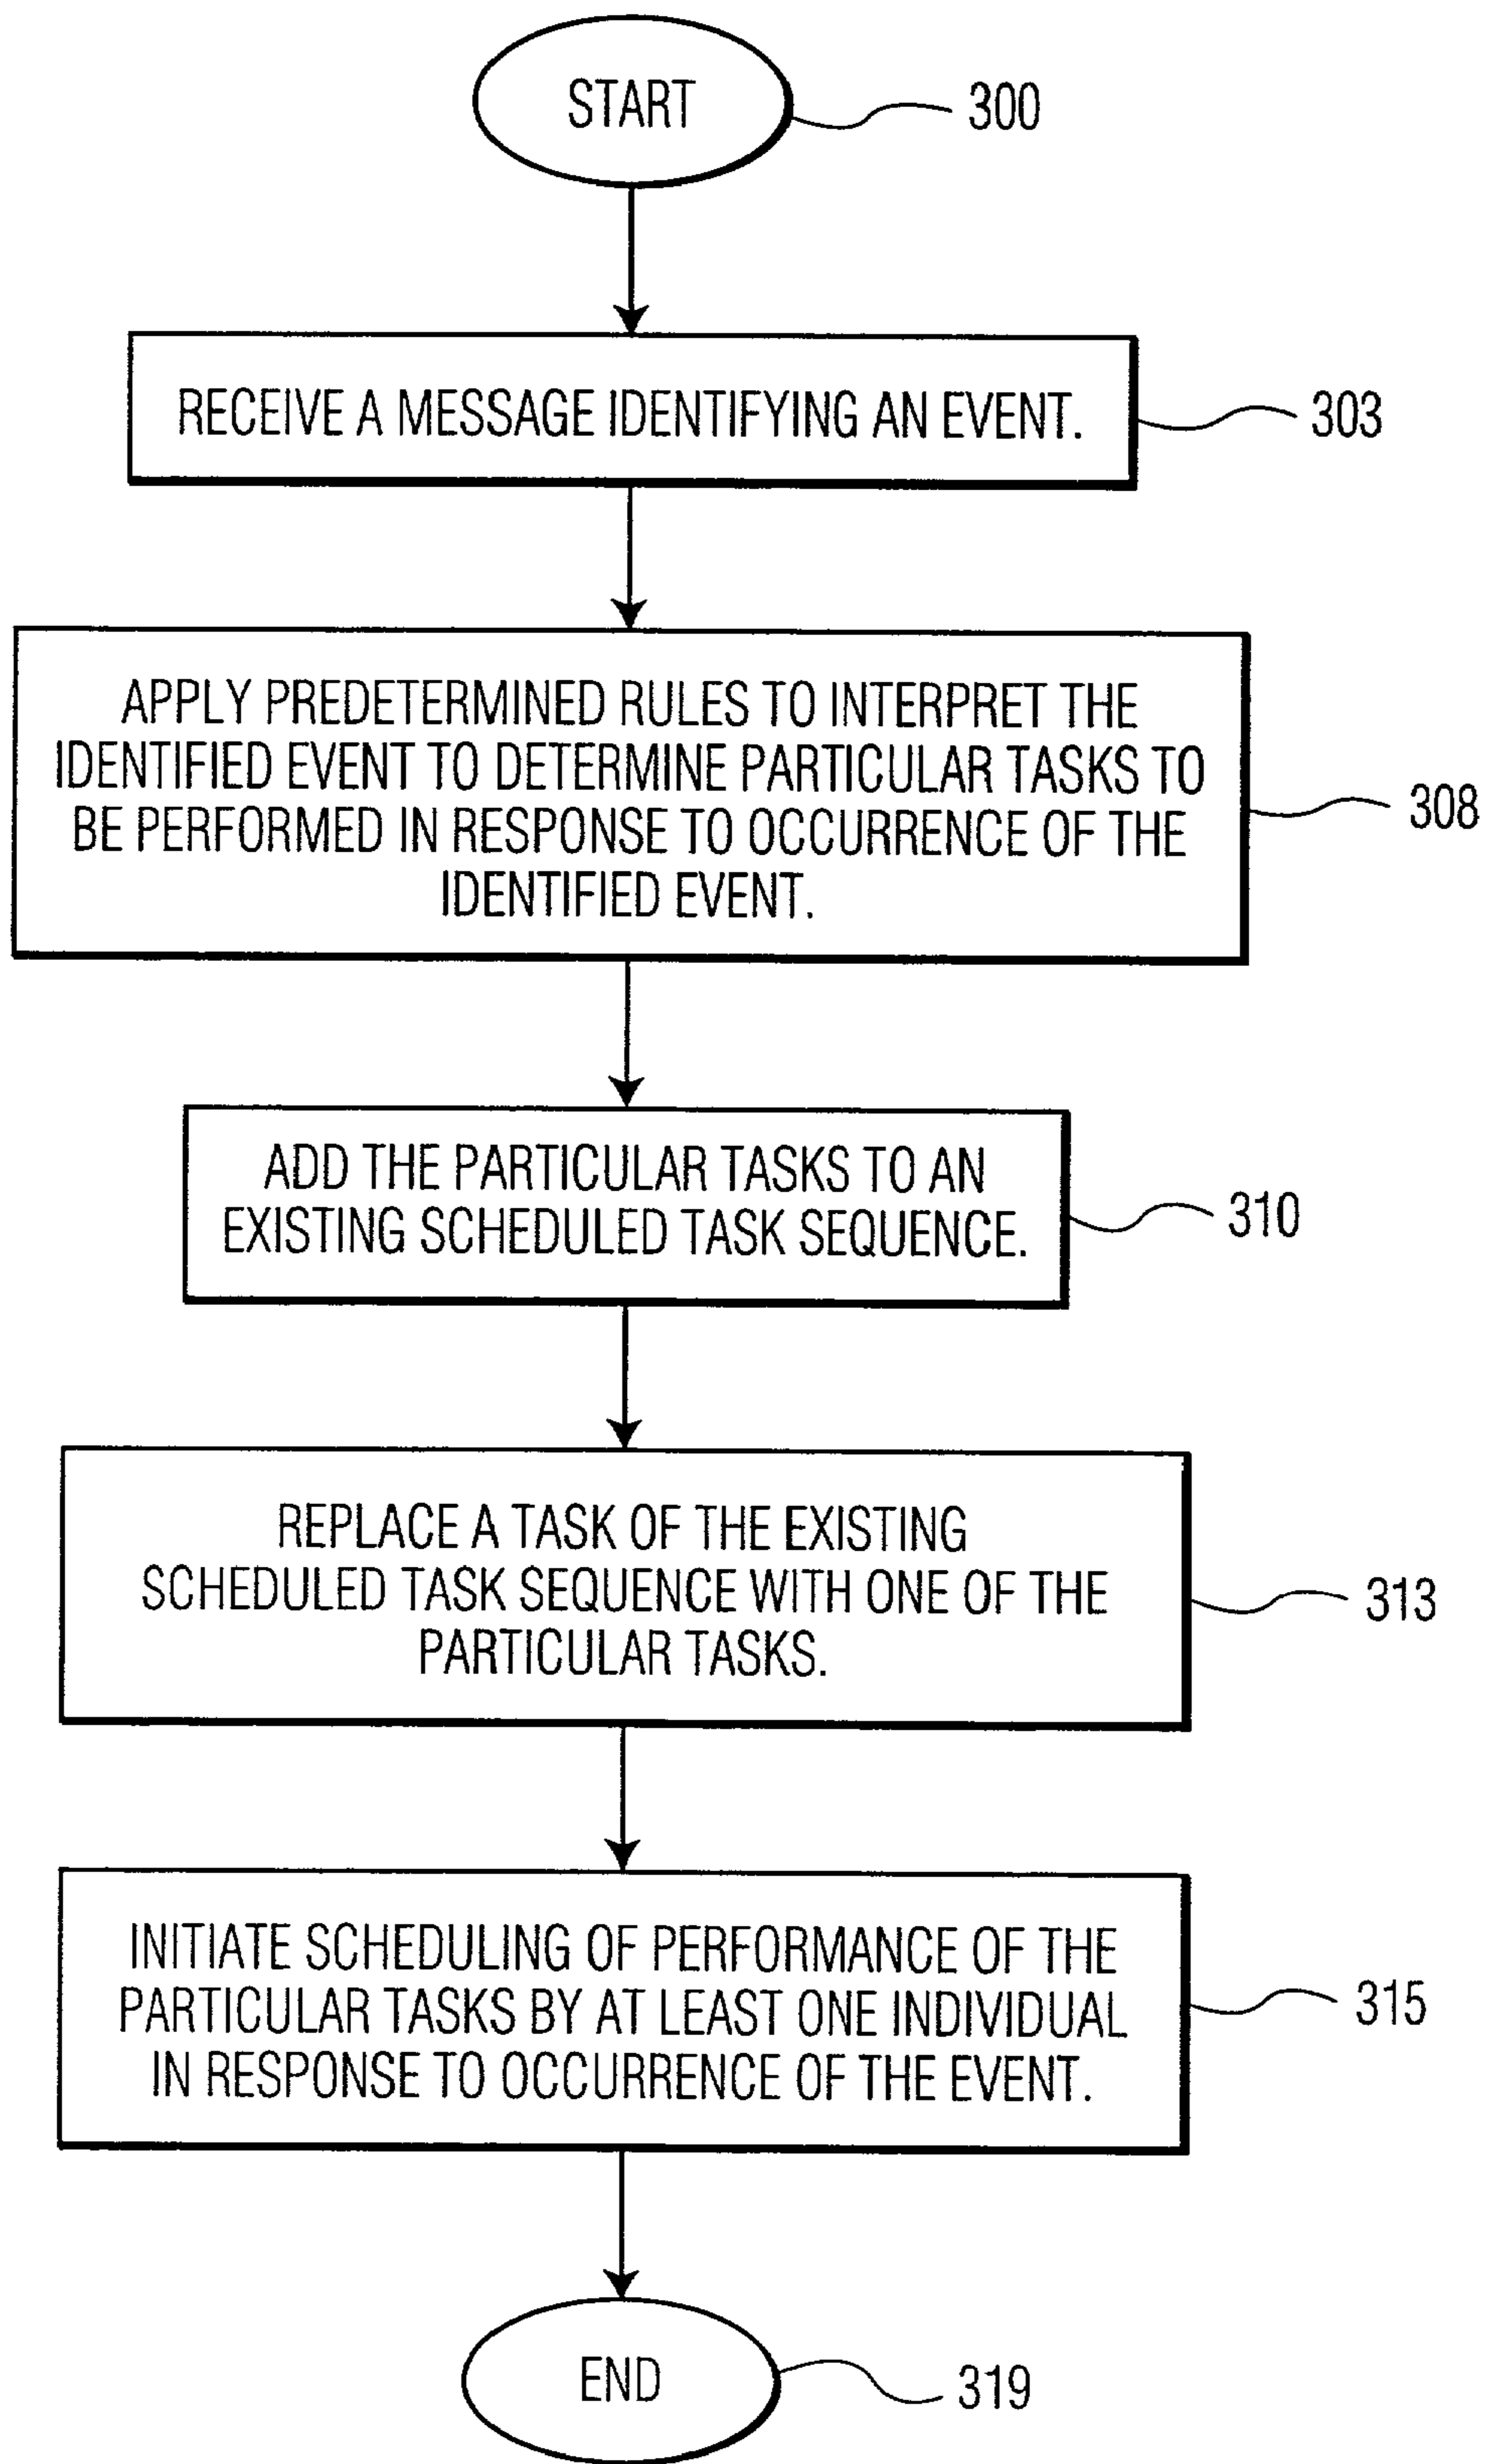 START
300
RECEIVE A MESSAGE IDENTIFYING AN EVENT.
303
APPLY PREDETERMINED RULES TO INTERPRET THE
IDENTIFIED EVENT TO DETERMINE PARTICULAR TASKS TO
BE PERFORMED IN RESPONSE TO OCCURRENCE OF THE
IDENTIFIED EVENT.
308
ADD THE PARTICULAR TASKS TO AN
EXISTING SCHEDULED TASK SEQUENCE.
310
REPLACE A TASK OF THE EXISTING
SCHEDULED TASK SEQUENCE WITH ONE OF THE
PARTICULAR TASKS.
313
INITIATE SCHEDULING OF PERFORMANCE OF THE
PARTICULAR TASKS BY AT LEAST ONE INDIVIDUAL
IN RESPONSE TO OCCURRENCE OF THE EVENT.
315
END
319